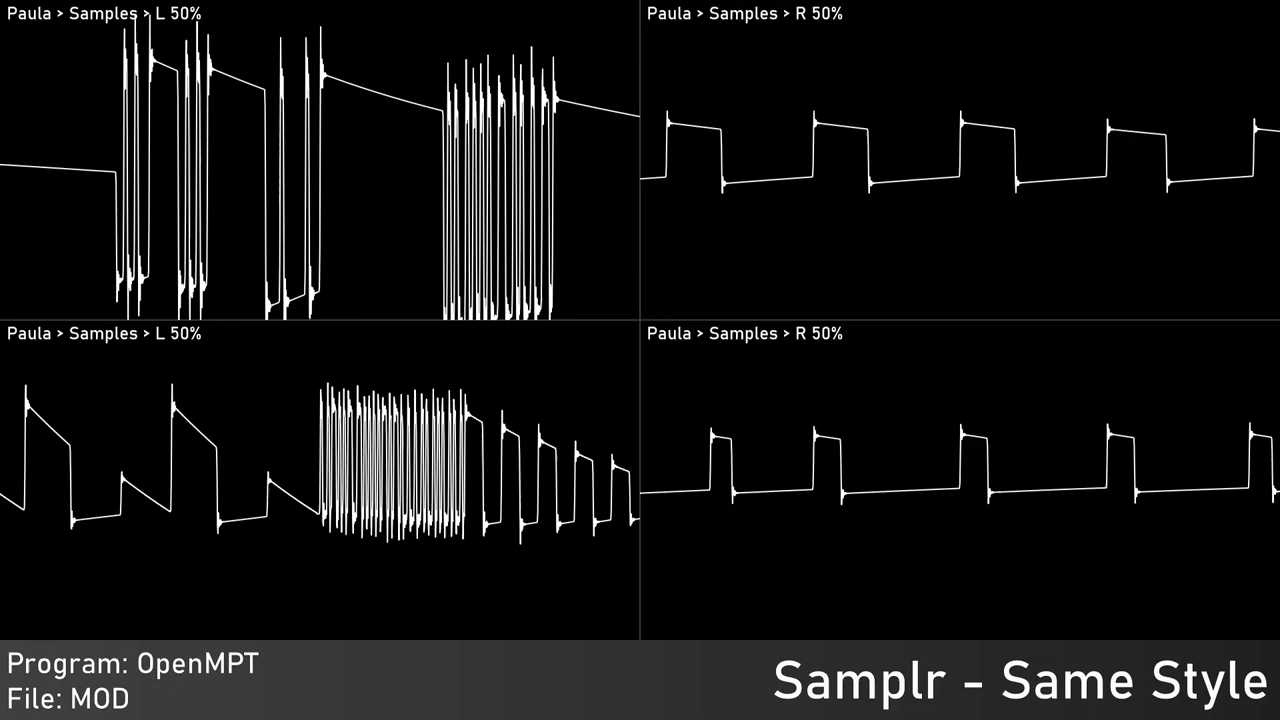 Paula > Samples > L 50%
Paula > Samples > R 50%
Paula > Samples > L 50%
Paula > Samples > R 50%
Program: OpenMPT
File: MOD
Samplr - Same Style